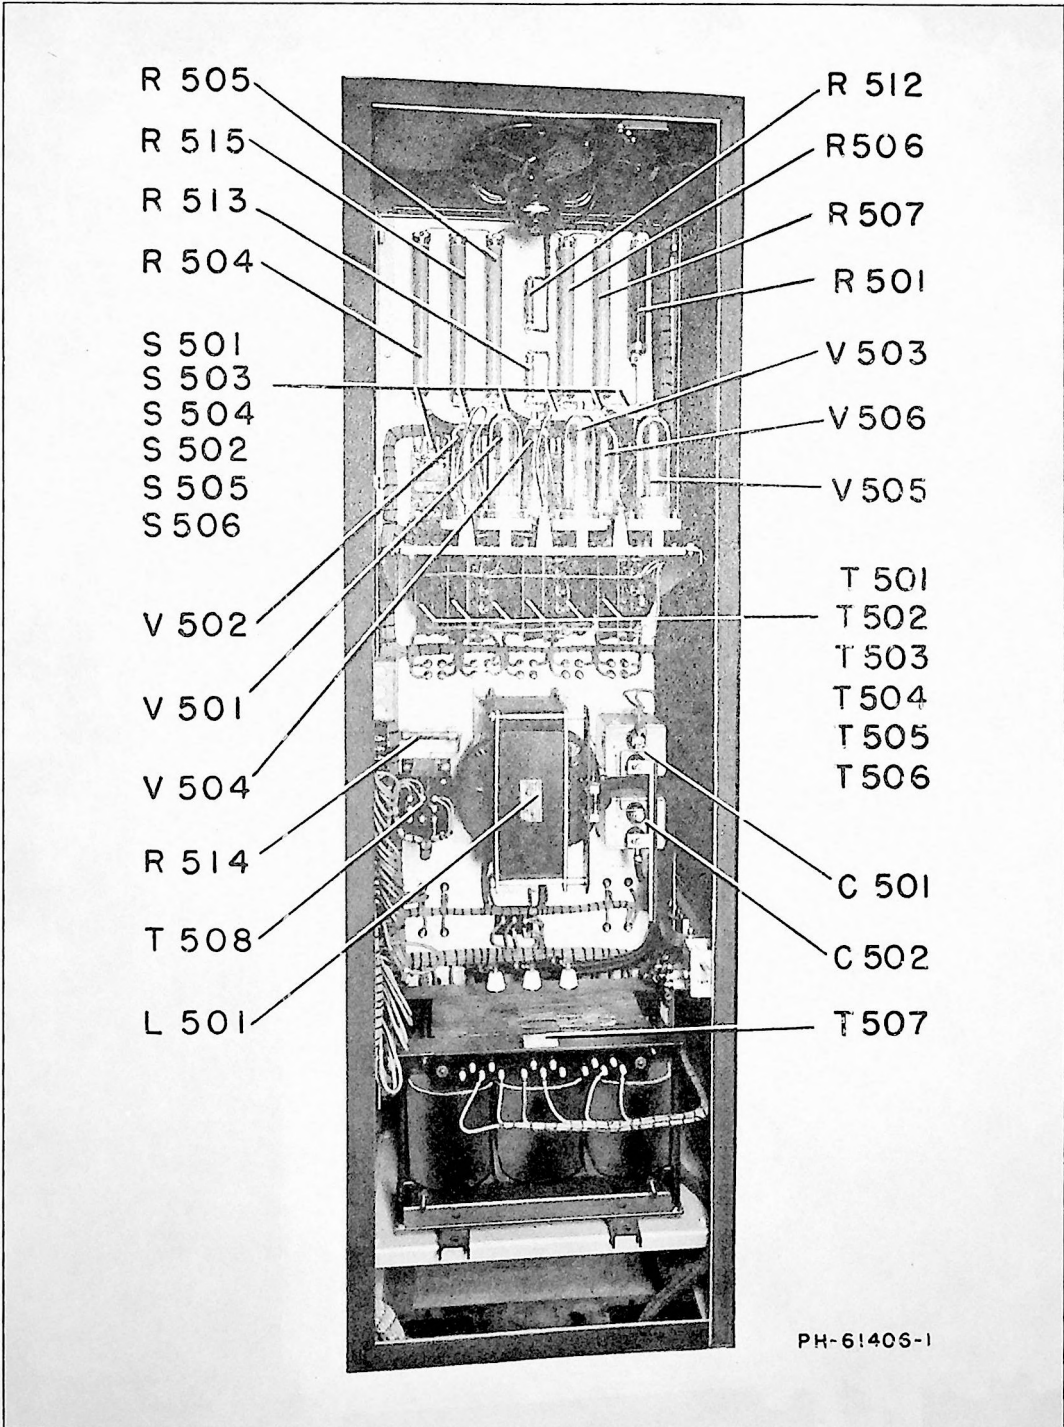 R 505
R 515
R 513
R 504
S 501
S 503
S 504
S 502
S 505
S 506
V 502
V 501
V 504
R 514
T 508
L 501
R 512
R506
R507
R 501
V 503
V 506
V 505
T 501
T 502
T 503
T 504
T 505
T 506
C 501
C 502
T 507
PH-61406-1